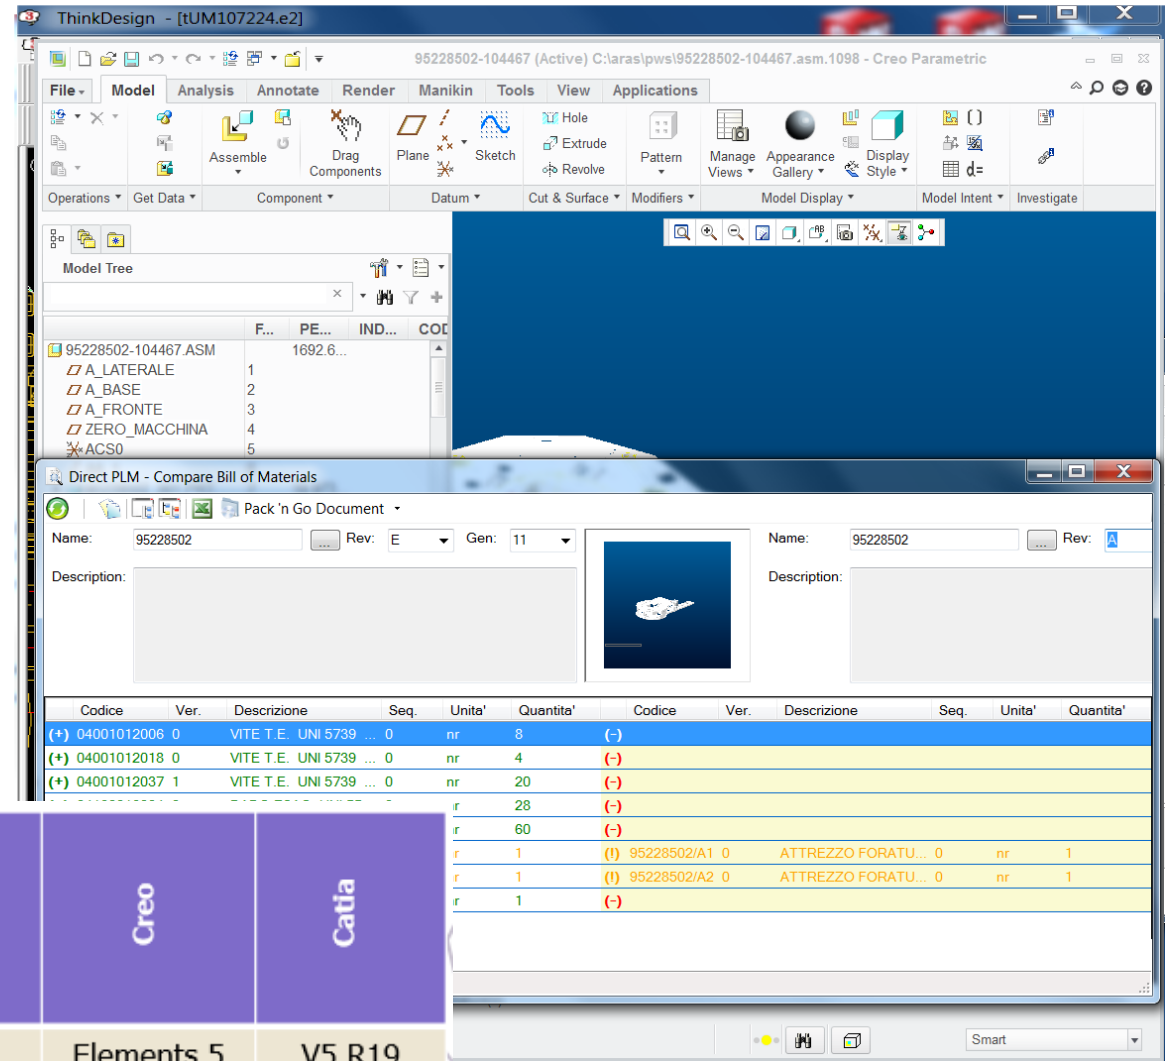 ThinkDesign - [tUM107224.e2]
95228502-104467 (Active) C:\aras\pws\95228502-104467.asm.1098 - Creo Parametric
File Model Analysis Annotate Render Manikin Tools View Applications
Hole
Extrude
Revolve
Assemble
Drag Components
Plane
Sketch
Pattern
Manage Views
Appearance Gallery
Display Style
d=
Operations Get Data Component Datum Cut & Surface Modifiers Model Display Model Intent Investigate
Model Tree
F... PE... IND... COD
95228502-104467.ASM 1692.6...
A_LATERALE 1
A_BASE 2
A_FRONTE 3
ZERO_MACCHINA 4
ACS0 5
Direct PLM - Compare Bill of Materials
Pack 'n Go Document
Name: 95228502 ... Rev: E Gen: 11 Name: 95228502 ... Rev: A
Description: Description:
Codice Ver. Descrizione Seq. Unita' Quantita' Codice Ver. Descrizione Seq. Unita' Quantita'
(+) 04001012006 0 VITE T.E. UNI 5739 ... 0 nr 8 (-)
(+) 04001012018 0 VITE T.E. UNI 5739 ... 0 nr 4 (-)
(+) 04001012037 1 VITE T.E. UNI 5739 ... 0 nr 20 (-)
28 (-)
60 (-)
1 (!) 95228502/A1 0 ATTREZZO FORATU... 0 nr 1
1 (!) 95228502/A2 0 ATTREZZO FORATU... 0 nr 1
1 (-)
Creo
Catia
Elements 5
V5 R19
Smart